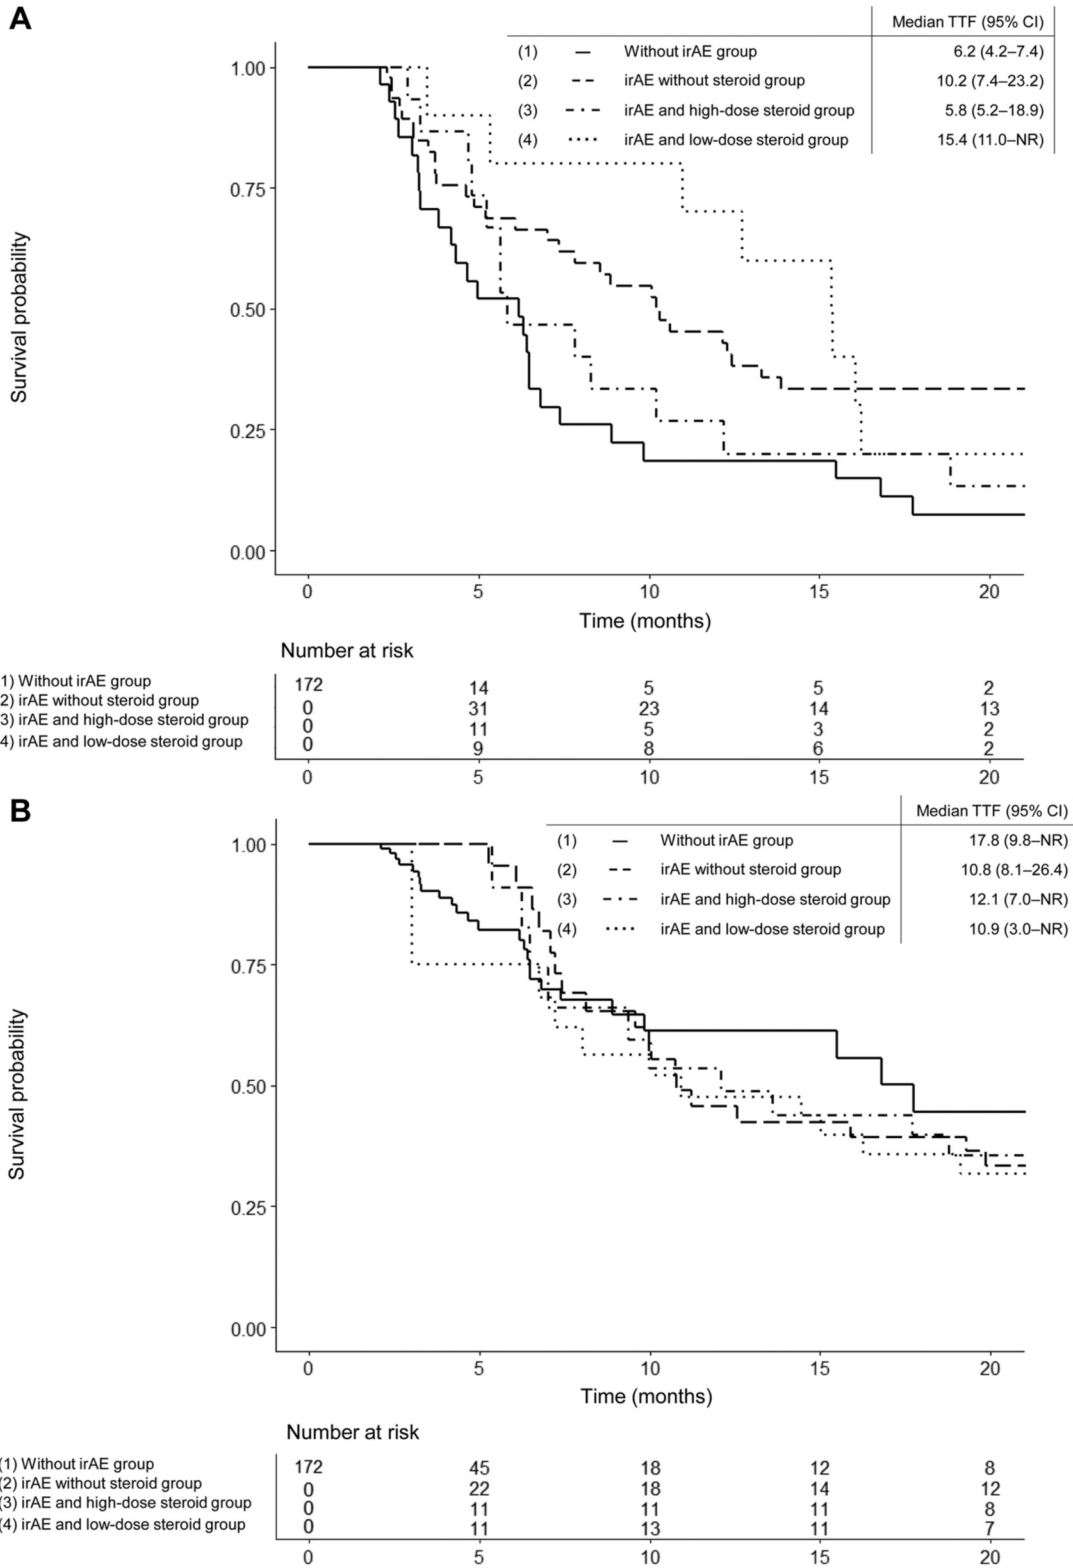 A
Median TTF (95% CI)
(1) Without irAE group 6.2 (4.2–7.4)
(2) irAE without steroid group 10.2 (7.4–23.2)
(3) irAE and high-dose steroid group 5.8 (5.2–18.9)
(4) irAE and low-dose steroid group 15.4 (11.0–NR)
1.00
0.75
0.50
0.25
0.00
Survival probability
0 5 10 15 20
Time (months)
Number at risk
1) Without irAE group 172 14 5 5 2
2) irAE without steroid group 0 31 23 14 13
3) irAE and high-dose steroid group 0 11 5 3 2
4) irAE and low-dose steroid group 0 9 8 6 2
0 5 10 15 20
B
Median TTF (95% CI)
(1) Without irAE group 17.8 (9.8–NR)
(2) irAE without steroid group 10.8 (8.1–26.4)
(3) irAE and high-dose steroid group 12.1 (7.0–NR)
(4) irAE and low-dose steroid group 10.9 (3.0–NR)
1.00
0.75
0.50
0.25
0.00
Survival probability
0 5 10 15 20
Time (months)
Number at risk
(1) Without irAE group 172 45 18 12 8
(2) irAE without steroid group 0 22 18 14 12
(3) irAE and high-dose steroid group 0 11 11 11 8
(4) irAE and low-dose steroid group 0 11 13 11 7
0 5 10 15 20